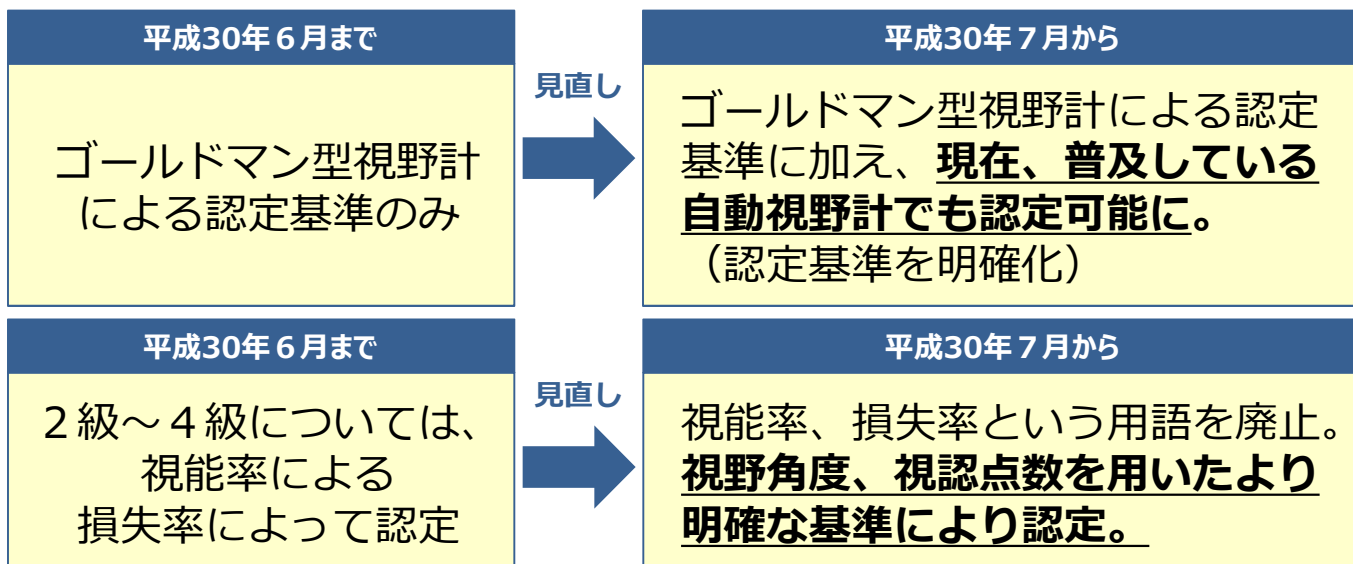 平成30年６月まで
ゴールドマン型視野計
による認定基準のみ
見直し
平成30年７月から
ゴールドマン型視野計による認定
基準に加え、現在、普及している
自動視野計でも認定可能に。
（認定基準を明確化）
平成30年６月まで
２級～４級については、
視能率による
損失率によって認定
見直し
平成30年７月から
視能率、損失率という用語を廃止。
視野角度、視認点数を用いたより
明確な基準により認定。